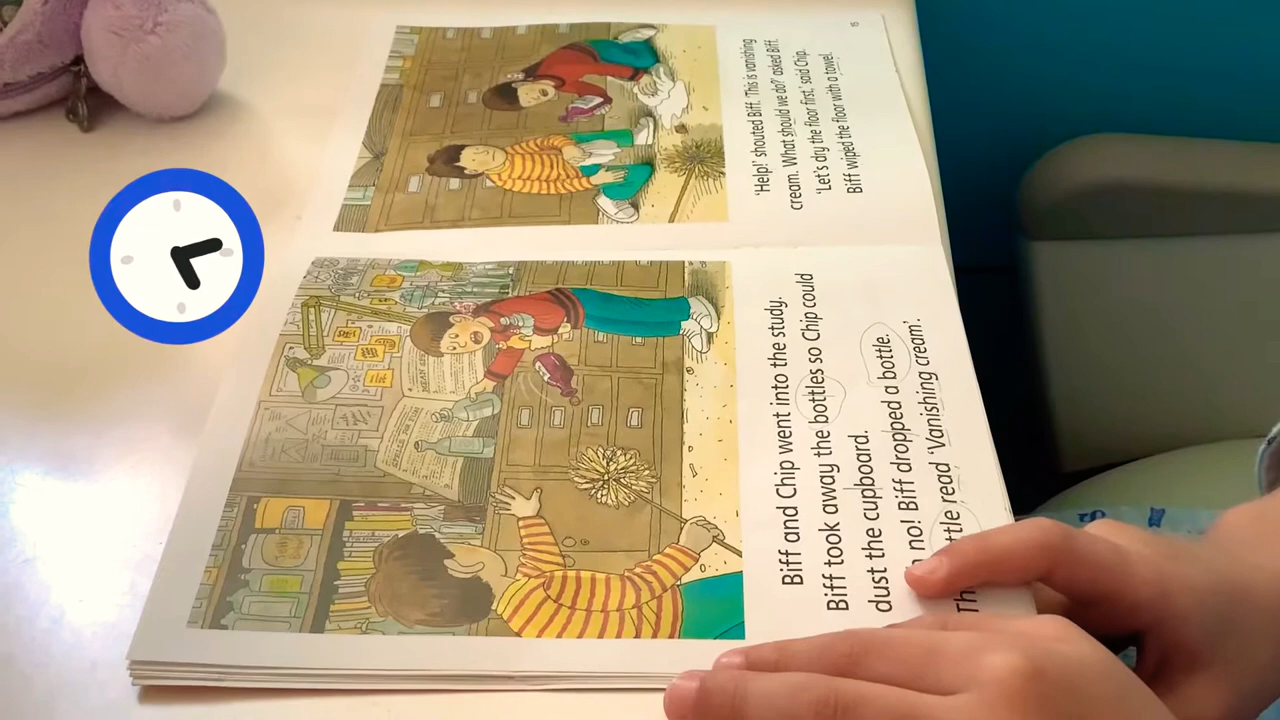 Biff and Chip went into the study.
Biff took away the bottles so Chip could
dust the cupboard.
no! Biff dropped a bottle.
Th ttle read 'Vanishing cream'.
'Help!' shouted Biff. 'This is vanishing
cream. What should we do?' asked Biff.
'Let's dry the floor first,' said Chip.
Biff wiped the floor with a towel.
15